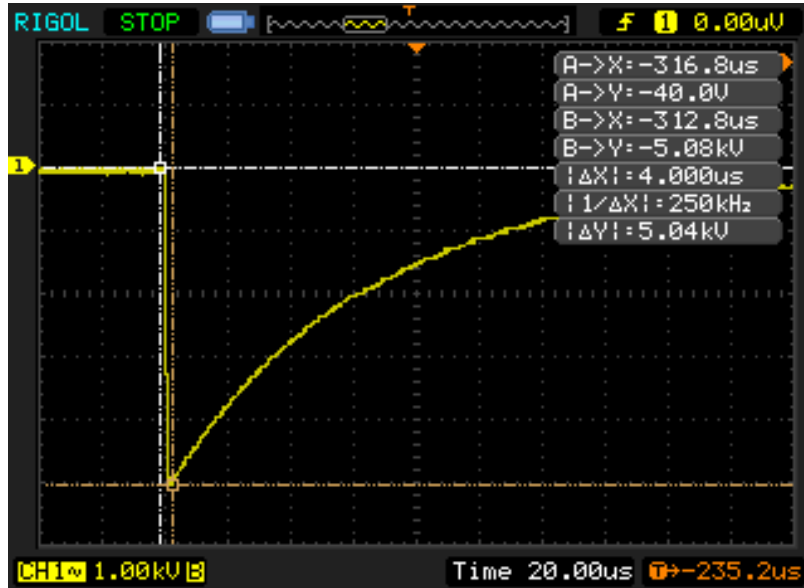 RIGOL STOP T f 1 0.00uV
A->X:-316.8us
A->Y:-40.0V
B->X:-312.8us
B->Y:-5.08kV
|ΔX|:4.000us
|1/ΔX|:250kHz
|ΔY|:5.04kV
1
CH1~ 1.00kV B Time 20.00us T→-235.2us